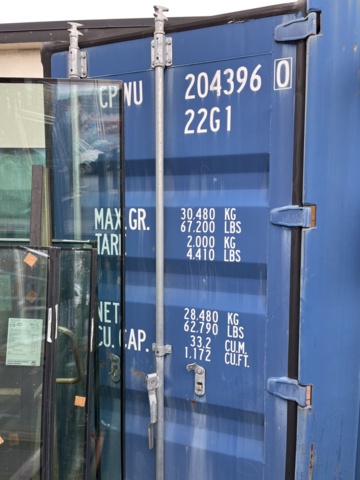 CPWU 204396 0
22G1
MAX.GR. 30.480 KG
67.200 LBS
TARE 2.000 KG
4.410 LBS
NET 28.480 KG
62.790 LBS
CU. CAP. 33.2 CU.M.
1.172 CU.FT.